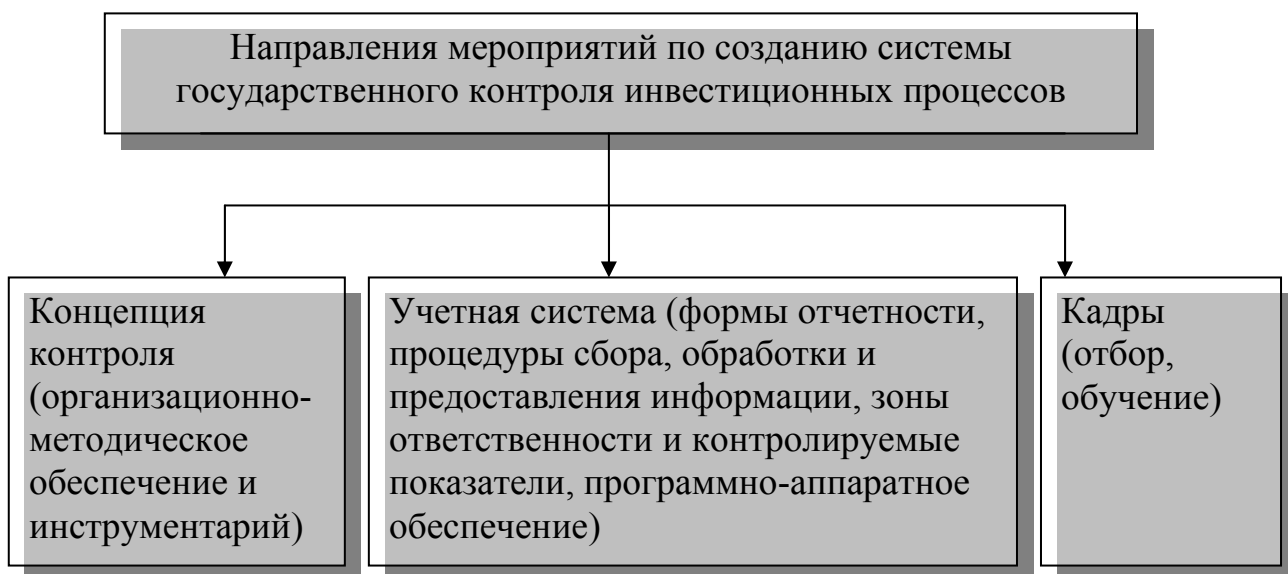 Направления мероприятий по созданию системы
государственного контроля инвестиционных процессов
Концепция
контроля
(организационно-
методическое
обеспечение и
инструментарий)
Учетная система (формы отчетности,
процедуры сбора, обработки и
предоставления информации, зоны
ответственности и контролируемые
показатели, программно-аппаратное
обеспечение)
Кадры
(отбор,
обучение)